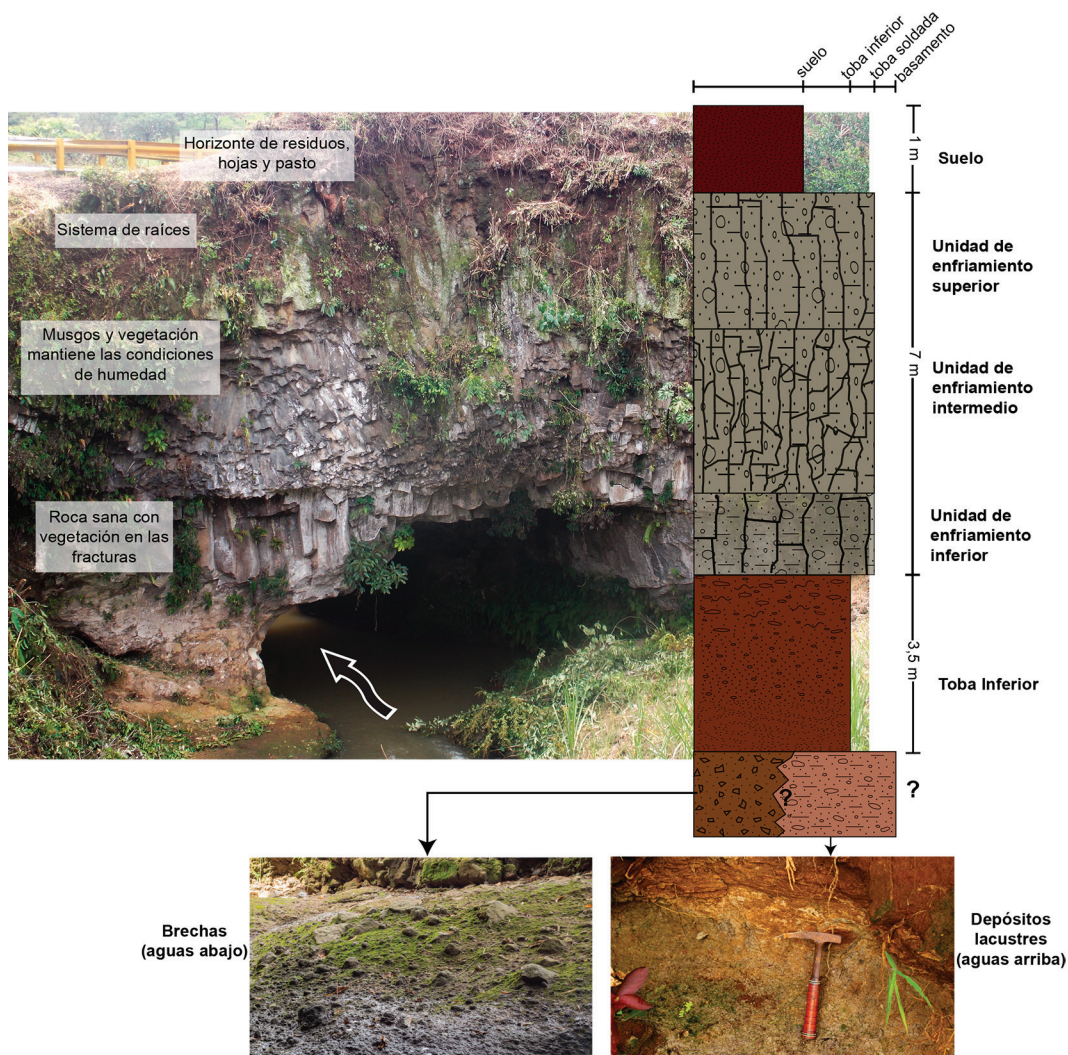 suelo
toba inferior
toba soldada
basamento
Horizonte de residuos,
hojas y pasto
Sistema de raíces
Musgos y vegetación
mantiene las condiciones
de humedad
Roca sana con
vegetación en las
fracturas
1 m
Suelo
7 m
Unidad de
enfriamiento
superior
Unidad de
enfriamiento
intermedio
Unidad de
enfriamiento
inferior
3,5 m
Toba Inferior
?
?
Brechas
(aguas abajo)
Depósitos
lacustres
(aguas arriba)